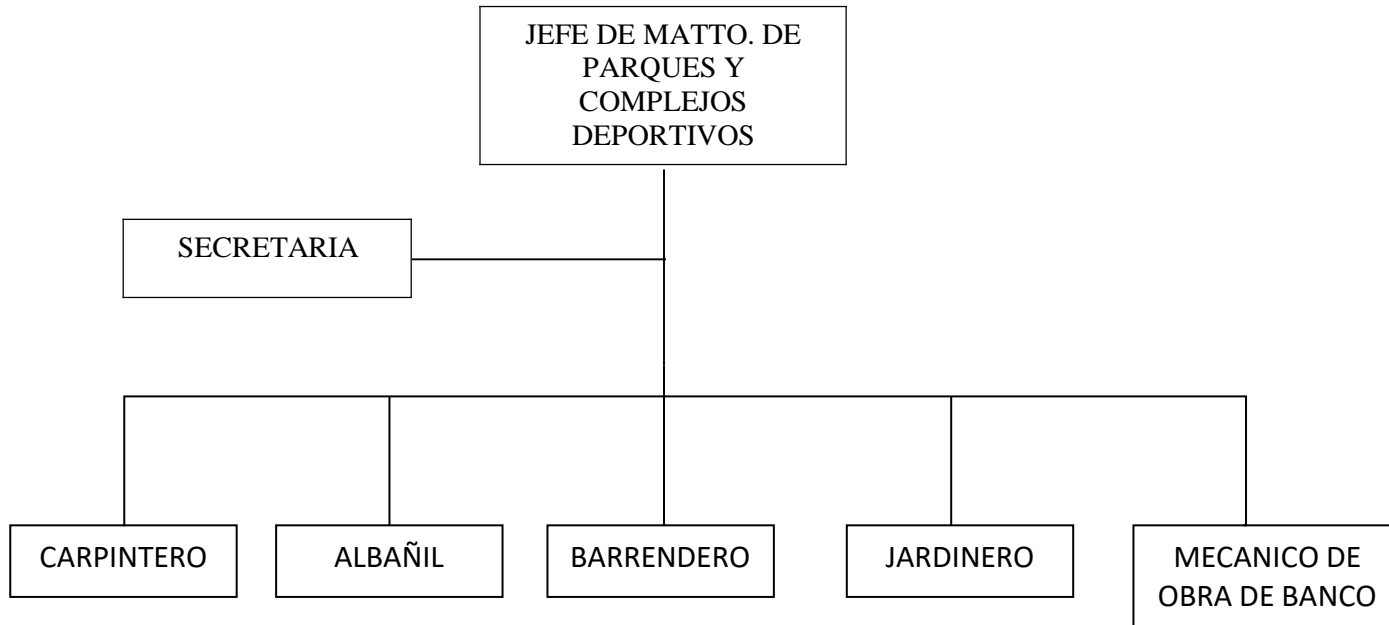 JEFE DE MATTO. DE
PARQUES Y
COMPLEJOS
DEPORTIVOS
SECRETARIA
CARPINTERO
ALBAÑIL
BARRENDERO
JARDINERO
MECANICO DE
OBRA DE BANCO